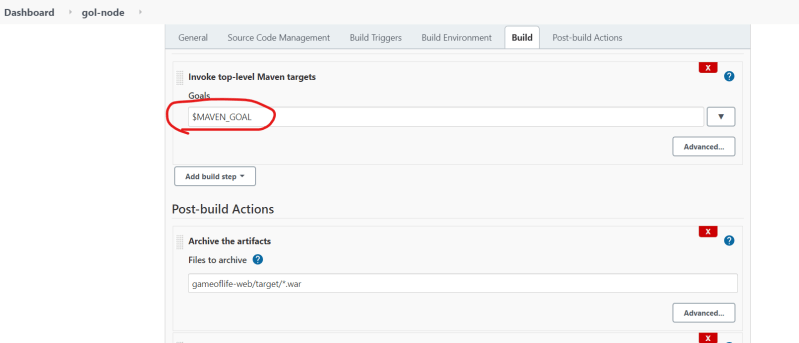 Dashboard gol-node
General Source Code Management Build Triggers Build Environment Build Post-build Actions
X
Invoke top-level Maven targets ?
Goals
$MAVEN_GOAL
Advanced...
Add build step
Post-build Actions
X
Archive the artifacts ?
Files to archive ?
gameoflife-web/target/*.war
Advanced...
X